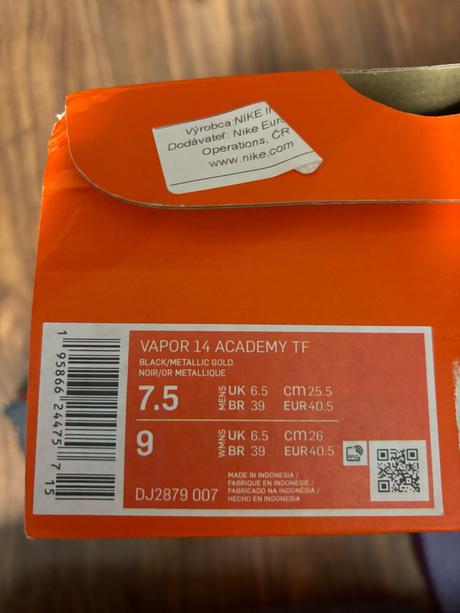 Výrobca:NIKE
Dodávateľ: Nike
Operations, ČR
www.nike.com
VAPOR 14 ACADEMY TF
BLACK/METALLIC GOLD
NOIR/OR METALLIQUE
7.5 MENS UK 6.5 CM 25.5
BR 39 EUR 40.5
9 WMNS UK 6.5 CM 26
BR 39 EUR 40.5
MADE IN INDONESIA /
FABRIQUE EN INDONESIE /
FABRICADO NA INDONÉSIA /
HECHO EN INDONESIA
DJ2879 007
1 95866 24475 7 15